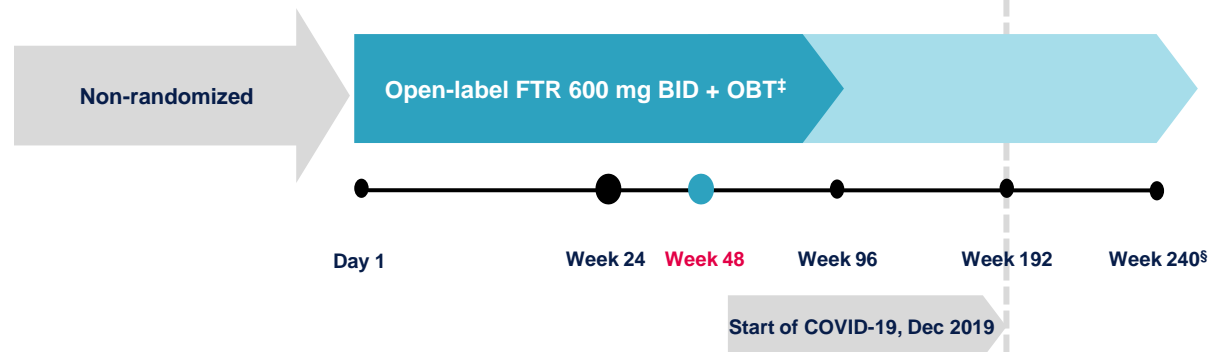 Non-randomized
Open-label FTR 600 mg BID + OBT‡
Day 1
Week 24
Week 48
Week 96
Week 192
Week 240§
Start of COVID-19, Dec 2019